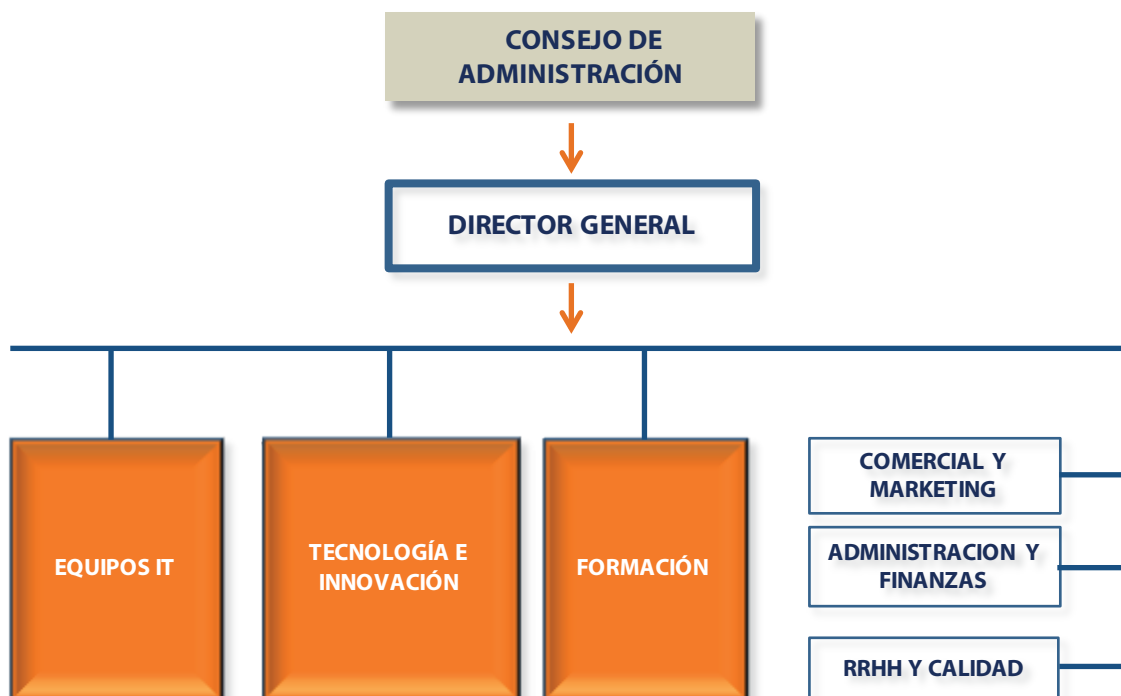 CONSEJO DE
ADMINISTRACIÓN
DIRECTOR GENERAL
EQUIPOS IT
TECNOLOGÍA E
INNOVACIÓN
FORMACIÓN
COMERCIAL Y
MARKETING
ADMINISTRACION Y
FINANZAS
RRHH Y CALIDAD